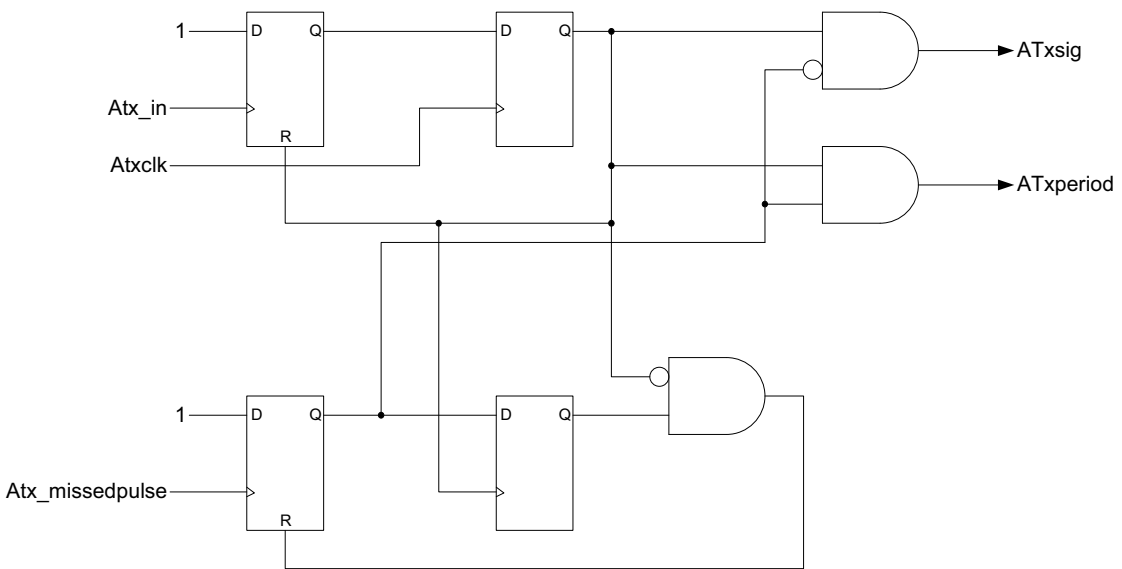 1
D
Q
D
Q
ATxsig
Atx_in
R
Atxclk
ATxperiod
1
D
Q
D
Q
Atx_missedpulse
R